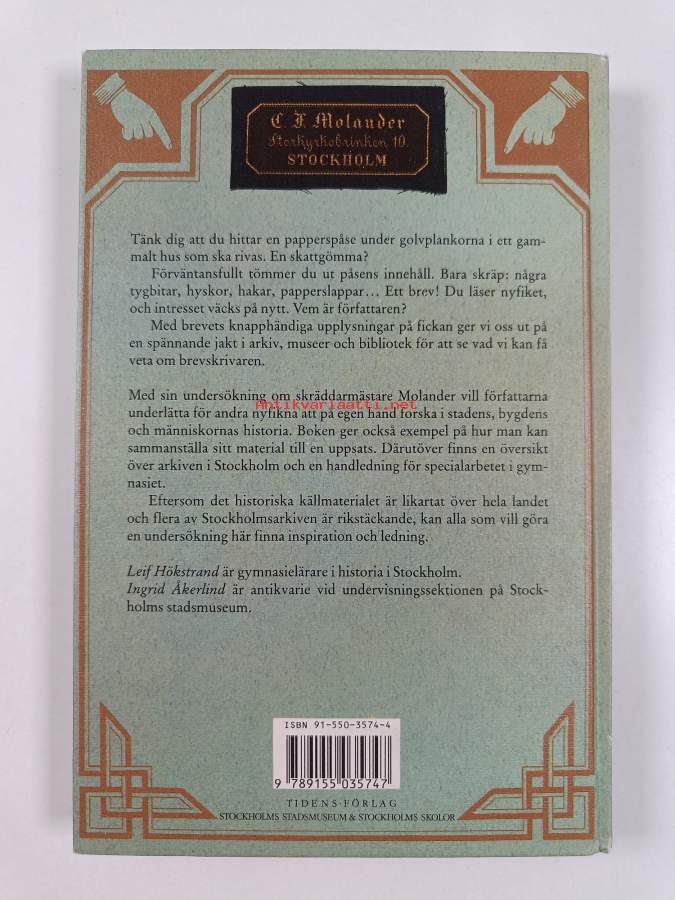 C. F. Molander
Storkyrkobrinken 10.
STOCKHOLM
Tänk dig att du hittar en papperspåse under golvplankorna i ett gam-
malt hus som ska rivas. En skattgömma?
Förväntansfullt tömmer du ut påsens innehåll. Bara skräp: några
tygbitar, hyskor, hakar, papperslappar… Ett brev! Du läser nyfiket,
och intresset väcks på nytt. Vem är författaren?
Med brevets knapphändiga upplysningar på fickan ger vi oss ut på
en spännande jakt i arkiv, museer och bibliotek för att se vad vi kan få
veta om brevskrivaren.
Med sin undersökning om skräddarmästare Molander vill författarna
Antikvariaatti.net
underlätta för andra nyfikna att på egen hand forska i stadens, bygdens
och människornas historia. Boken ger också exempel på hur man kan
sammanställa sitt material till en uppsats. Därutöver finns en översikt
över arkiven i Stockholm och en handledning för specialarbetet i gym-
nasiet.
Eftersom det historiska källmaterialet är likartat över hela landet
och flera av Stockholmsarkiven är rikstäckande, kan alla som vill göra
en undersökning här finna inspiration och ledning.
Leif Hökstrand är gymnasielärare i historia i Stockholm.
Ingrid Åkerlind är antikvarie vid undervisningssektionen på Stock-
holms stadsmuseum.
ISBN 91-550-3574-4
9 789155 035747
TIDENS·FÖRLAG
STOCKHOLMS STADSMUSEUM & STOCKHOLMS SKOLOR